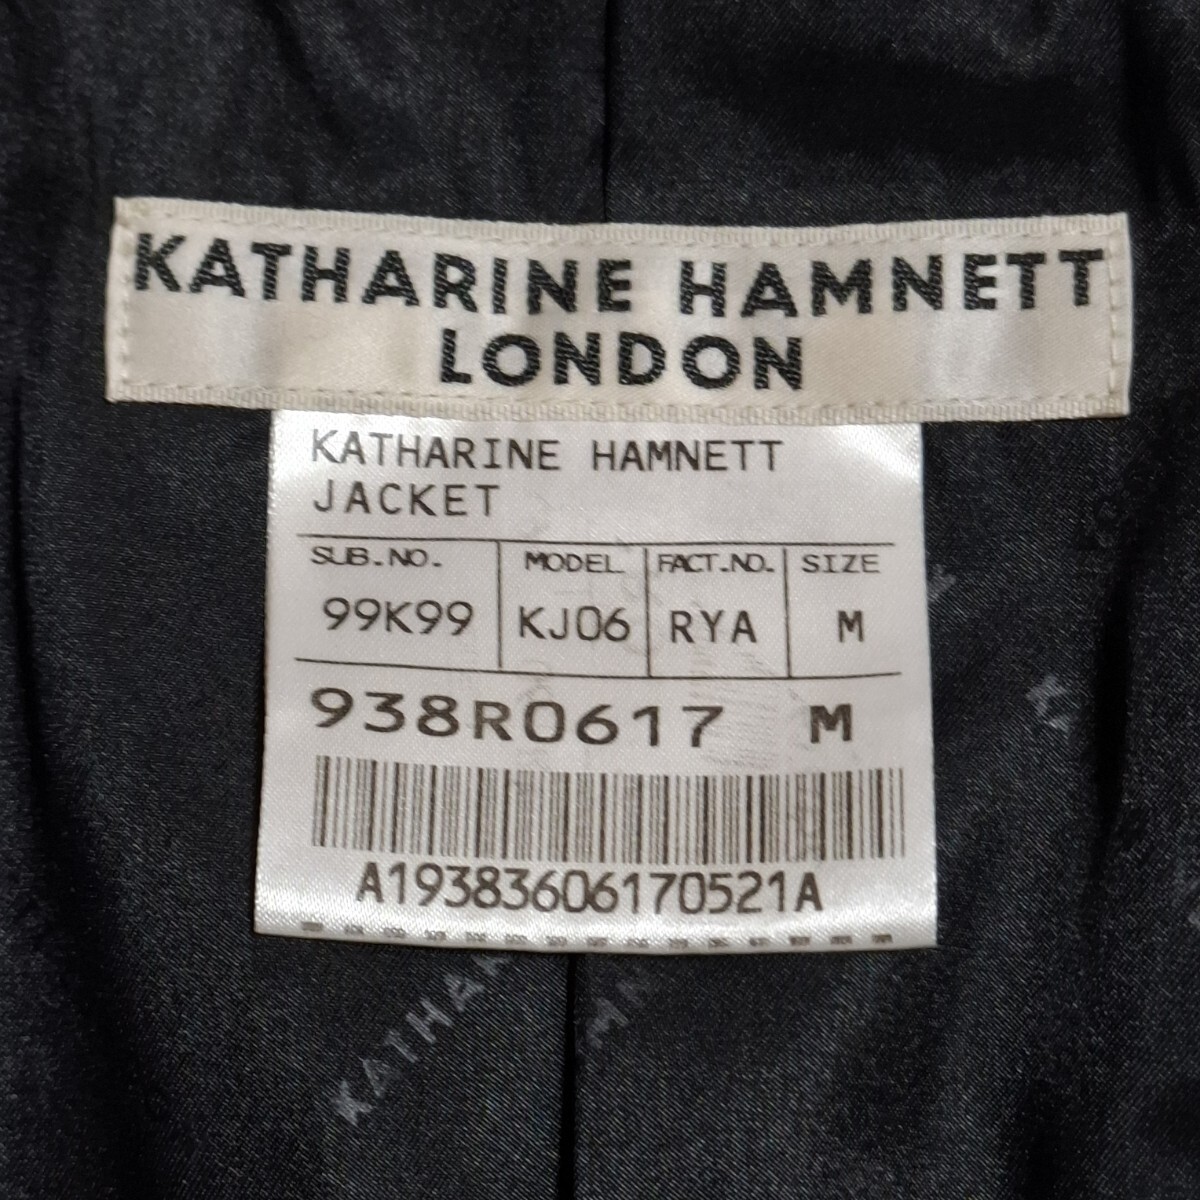 KATHARINE HAMNETT
LONDON
KATHARINE HAMNETT
JACKET
SUB.NO. MODEL FACT.NO. SIZE
99K99 KJ06 RYA M
938R0617 M
A19383606170521A